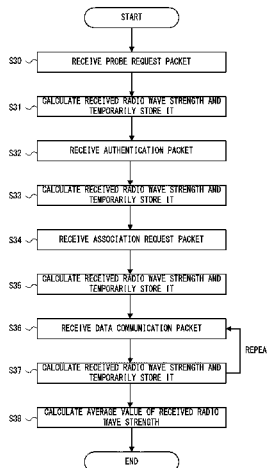 START
S30
RECEIVE PROBE REQUEST PACKET
S31
CALCULATE RECEIVED RADIO WAVE STRENGTH AND
TEMPORARILY STORE IT
S32
RECEIVE AUTHENTICATION PACKET
S33
CALCULATE RECEIVED RADIO WAVE STRENGTH AND
TEMPORARILY STORE IT
S34
RECEIVE ASSOCIATION REQUEST PACKET
S35
CALCULATE RECEIVED RADIO WAVE STRENGTH AND
TEMPORARILY STORE IT
S36
RECEIVE DATA COMMUNICATION PACKET
REPEA
S37
CALCULATE RECEIVED RADIO WAVE STRENGTH AND
TEMPORARILY STORE IT
S38
CALCULATE AVERAGE VALUE OF RECEIVED RADIO
WAVE STRENGTH
END